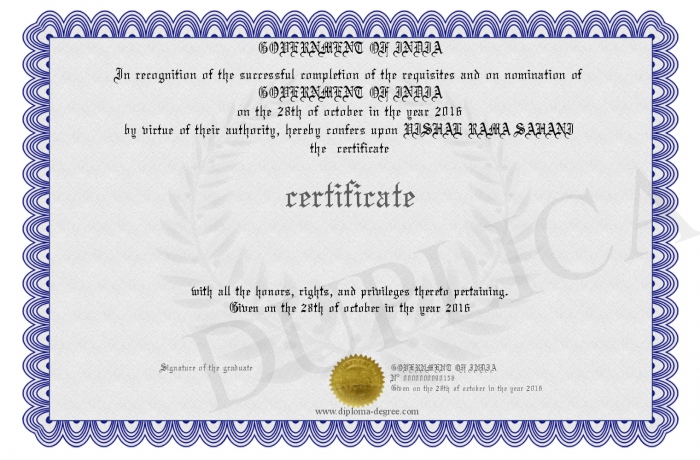 GOVERNMENT OF INDIA
In recognition of the successful completion of the requisites and on nomination of
GOVERNMENT OF INDIA
on the 28th of october in the year 2016
by virtue of their authority, hereby confers upon VISHAL RAMA SAHANI
the certificate
certificate
with all the honors, rights, and privileges thereto pertaining.
Given on the 28th of october in the year 2016
Signature of the graduate
GOVERNMENT OF INDIA
Given on the 28th of october in the year 2016
www.diploma-degree.com
DUPLICA